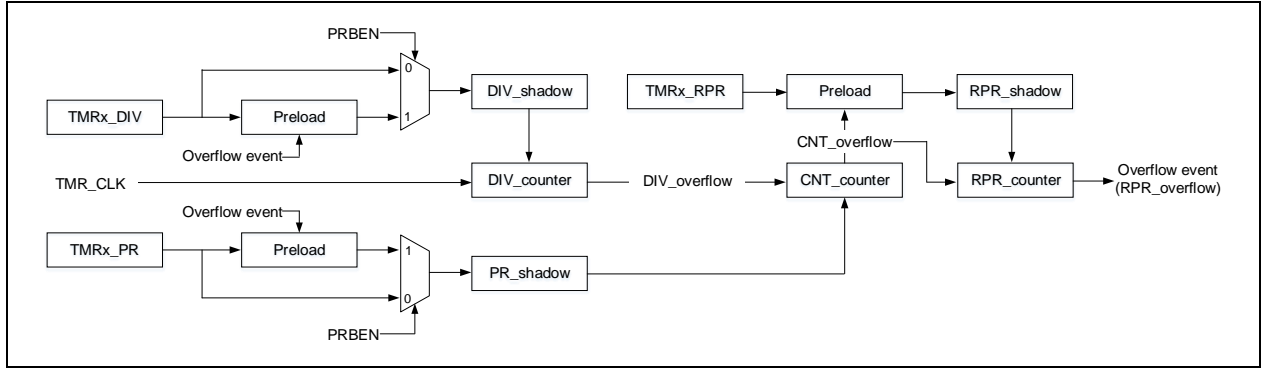 PRBEN
0
DIV_shadow
TMRx_RPR
Preload
RPR_shadow
TMRx_DIV
Preload
1
Overflow event
CNT_overflow
TMR_CLK
DIV_counter
DIV_overflow
CNT_counter
RPR_counter
Overflow event
(RPR_overflow)
Overflow event
TMRx_PR
Preload
1
PR_shadow
0
PRBEN